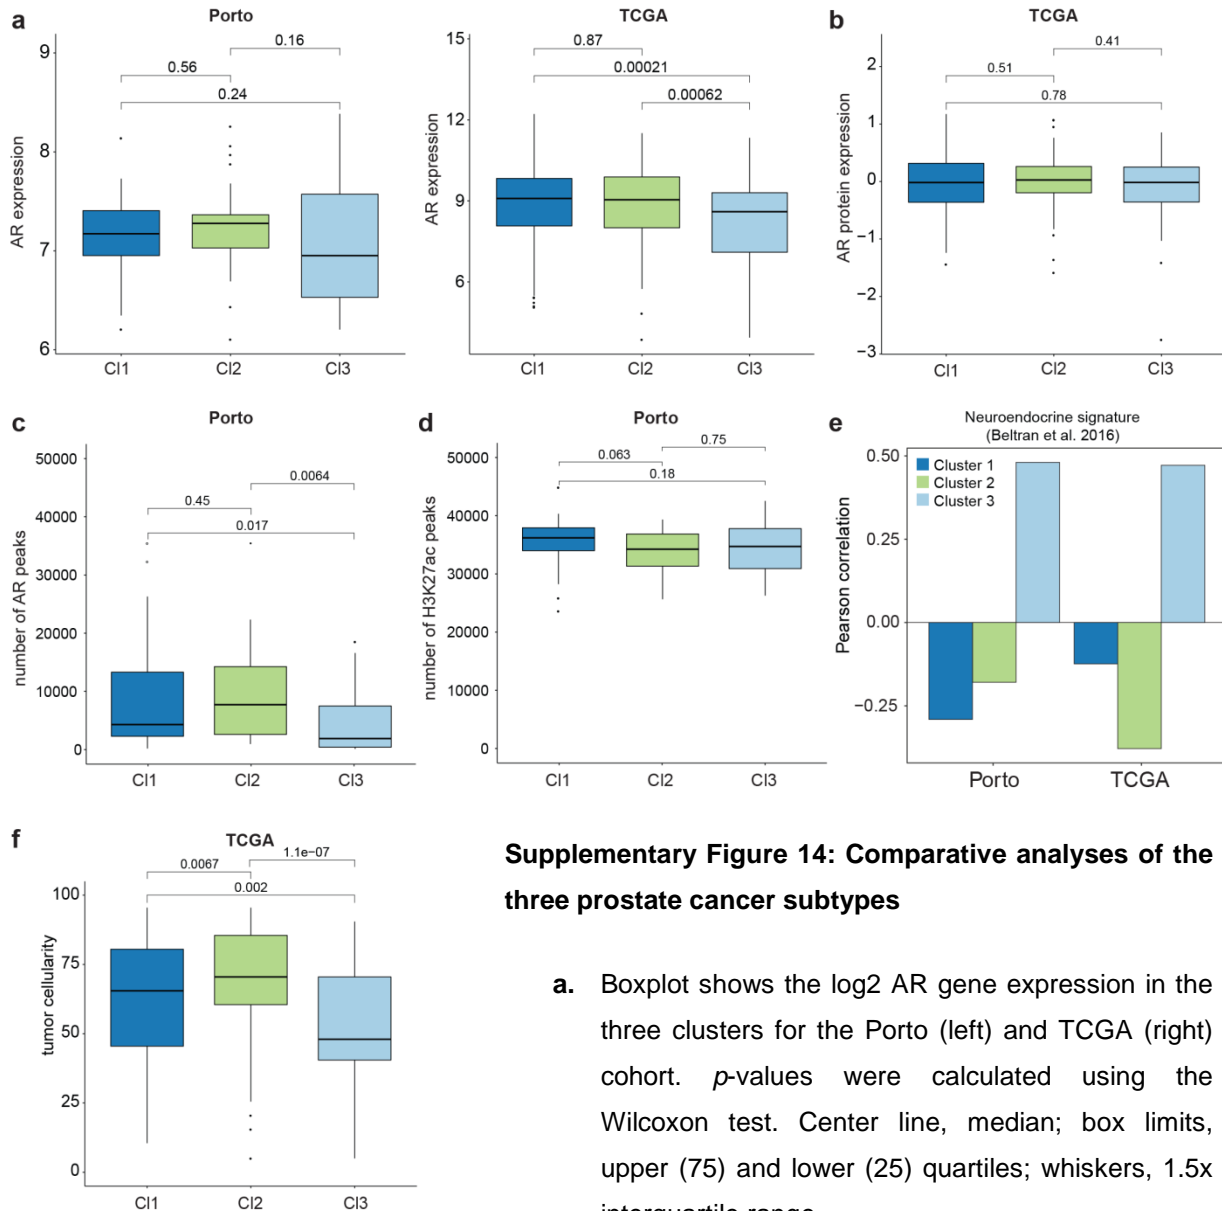 a
Porto
AR expression
9
8
7
6
0.16
0.56
0.24
Cl1
Cl2
Cl3
TCGA
AR expression
15
12
9
6
0.87
0.00021
0.00062
Cl1
Cl2
Cl3
b
TCGA
AR protein expression
2
1
0
−1
−2
−3
0.41
0.51
0.78
Cl1
Cl2
Cl3
c
Porto
number of AR peaks
50000
40000
30000
20000
10000
0
0.0064
0.45
0.017
Cl1
Cl2
Cl3
d
Porto
number of H3K27ac peaks
50000
40000
30000
20000
10000
0
0.75
0.063
0.18
Cl1
Cl2
Cl3
e
Neuroendocrine signature
(Beltran et al. 2016)
Pearson correlation
0.50
0.25
0.00
−0.25
Cluster 1
Cluster 2
Cluster 3
Porto
TCGA
f
TCGA
tumor cellularity
100
75
50
25
0
1.1e-07
0.0067
0.002
Cl1
Cl2
Cl3
Supplementary Figure 14: Comparative analyses of the
three prostate cancer subtypes
a. Boxplot shows the log2 AR gene expression in the
three clusters for the Porto (left) and TCGA (right)
cohort. p-values were calculated using the
Wilcoxon test. Center line, median; box limits,
upper (75) and lower (25) quartiles; whiskers, 1.5x